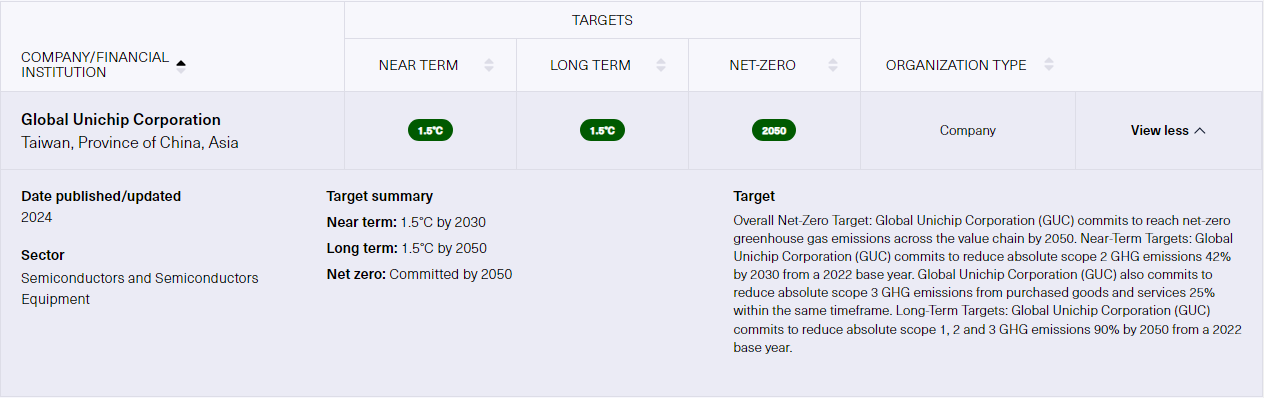 TARGETS
COMPANY/FINANCIAL
INSTITUTION
NEAR TERM
LONG TERM
NET-ZERO
ORGANIZATION TYPE
Global Unichip Corporation
Taiwan, Province of China, Asia
1.5°C
1.5°C
2050
Company
View less
Date published/updated
2024
Sector
Semiconductors and Semiconductors
Equipment
Target summary
Near term: 1.5°C by 2030
Long term: 1.5°C by 2050
Net zero: Committed by 2050
Target
Overall Net-Zero Target: Global Unichip Corporation (GUC) commits to reach net-zero
greenhouse gas emissions across the value chain by 2050. Near-Term Targets: Global
Unichip Corporation (GUC) commits to reduce absolute scope 2 GHG emissions 42%
by 2030 from a 2022 base year. Global Unichip Corporation (GUC) also commits to
reduce absolute scope 3 GHG emissions from purchased goods and services 25%
within the same timeframe. Long-Term Targets: Global Unichip Corporation (GUC)
commits to reduce absolute scope 1, 2 and 3 GHG emissions 90% by 2050 from a 2022
base year.